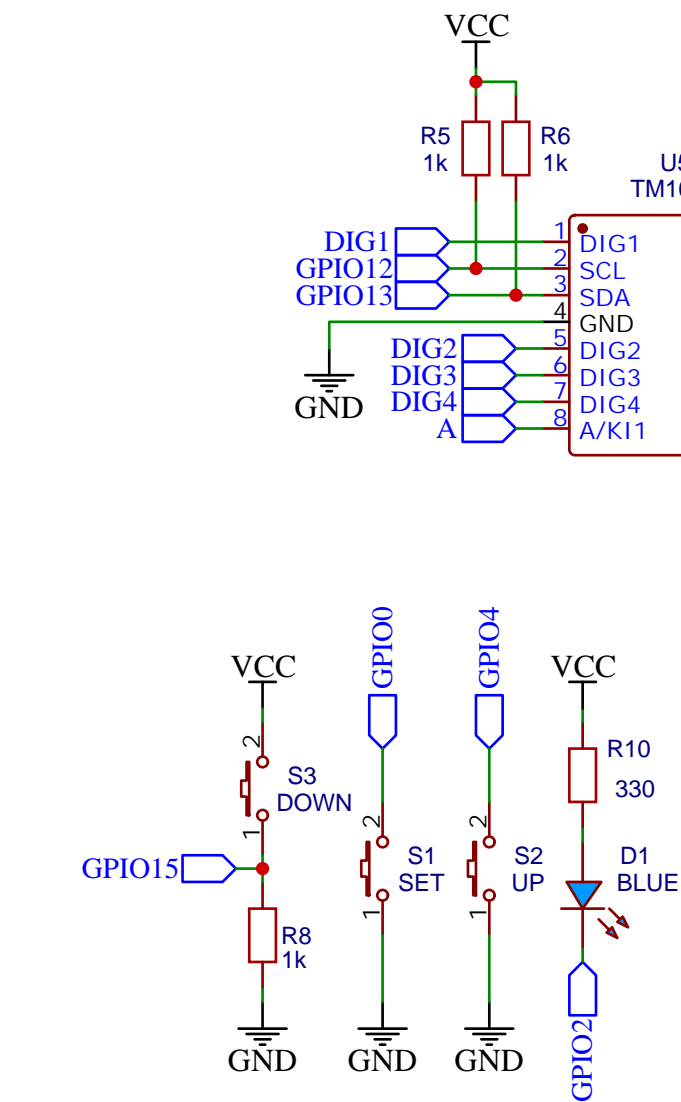 VCC
R5
1k
R6
1k
DIG1
GPIO12
GPIO13
GND
DIG2
DIG3
DIG4
A
1
2
3
4
5
6
7
8
DIG1
SCL
SDA
GND
DIG2
DIG3
DIG4
A/KI1
VCC
2
S3
DOWN
1
GPIO15
R8
1k
GND
GPIO0
2
S1
SET
1
GND
GPIO4
2
S2
UP
1
GND
VCC
R10
330
D1
BLUE
GPIO2